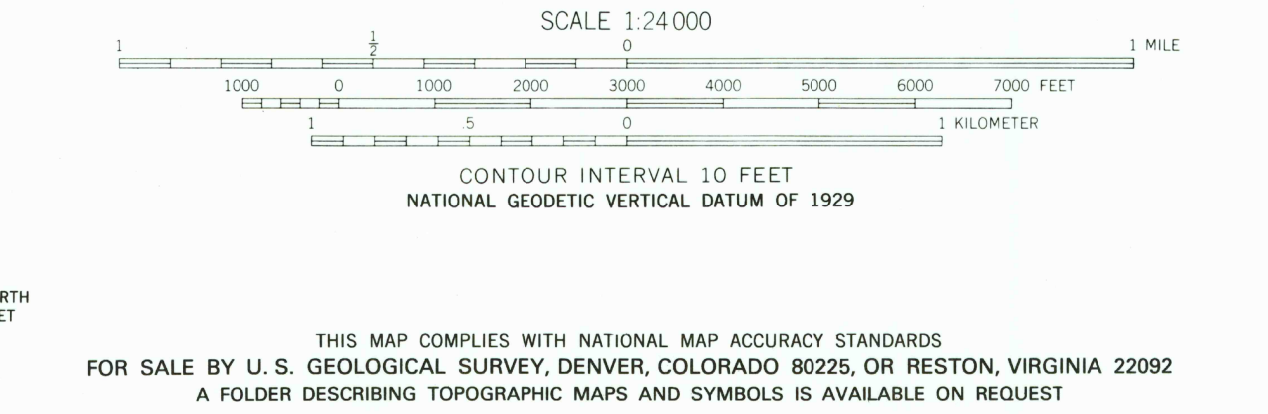 SCALE 1:24 000
1 1/2 0 1 MILE
1000 0 1000 2000 3000 4000 5000 6000 7000 FEET
1 .5 0 1 KILOMETER
CONTOUR INTERVAL 10 FEET
NATIONAL GEODETIC VERTICAL DATUM OF 1929
RTH
ET
THIS MAP COMPLIES WITH NATIONAL MAP ACCURACY STANDARDS
FOR SALE BY U. S. GEOLOGICAL SURVEY, DENVER, COLORADO 80225, OR RESTON, VIRGINIA 22092
A FOLDER DESCRIBING TOPOGRAPHIC MAPS AND SYMBOLS IS AVAILABLE ON REQUEST